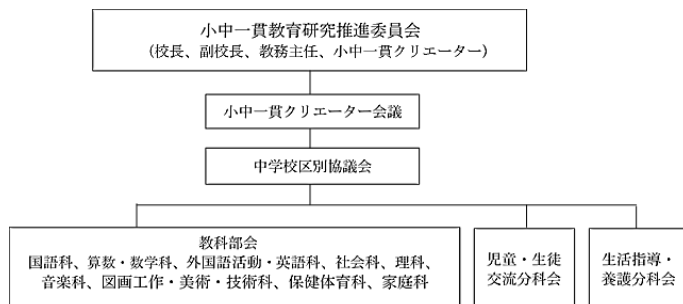 小中一貫教育研究推進委員会
（校長、副校長、教務主任、小中一貫クリエーター）
小中一貫クリエーター会議
中学校区別協議会
教科部会
国語科、算数・数学科、外国語活動・英語科、社会科、理科、
音楽科、図画工作・美術・技術科、保健体育科、家庭科
児童・生徒
交流分科会
生活指導・
養護分科会